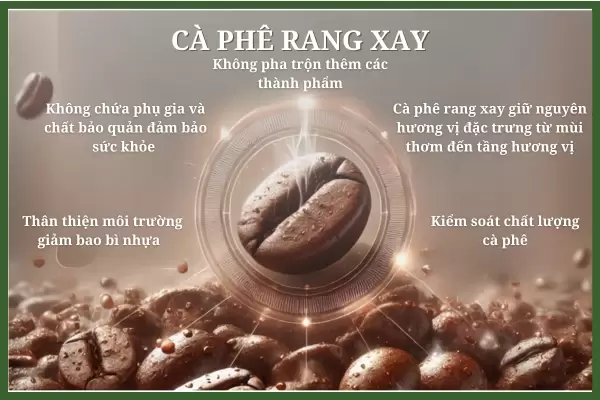 CÀ PHÊ RANG XAY
Không pha trộn thêm các
thành phẩm
Không chứa phụ gia và
chất bảo quản đảm bảo
sức khỏe
Cà phê rang xay giữ nguyên
hương vị đặc trưng từ mùi
thơm đến tầng hương vị
Thân thiện môi trường
giảm bao bì nhựa
Kiểm soát chất lượng
cà phê